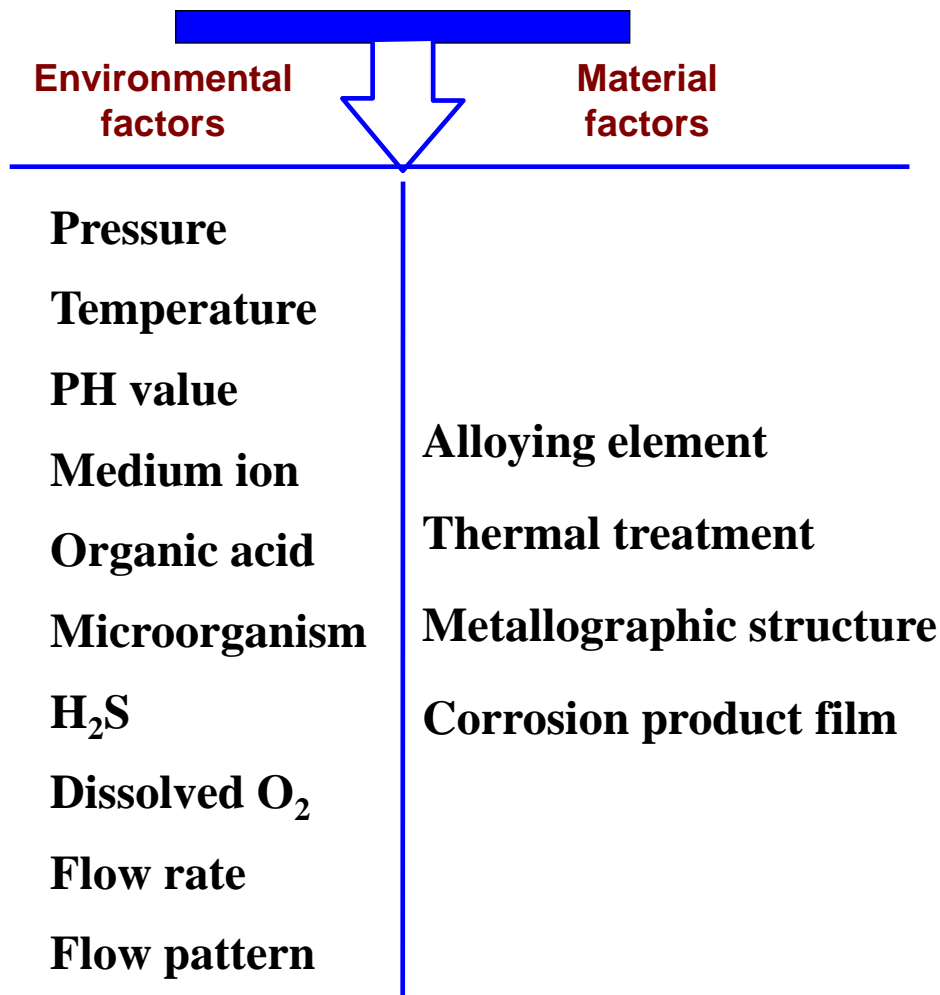 Environmental
factors
Material
factors
Pressure
Temperature
PH value
Medium ion
Organic acid
Microorganism
H₂S
Dissolved O₂
Flow rate
Flow pattern
Alloying element
Thermal treatment
Metallographic structure
Corrosion product film